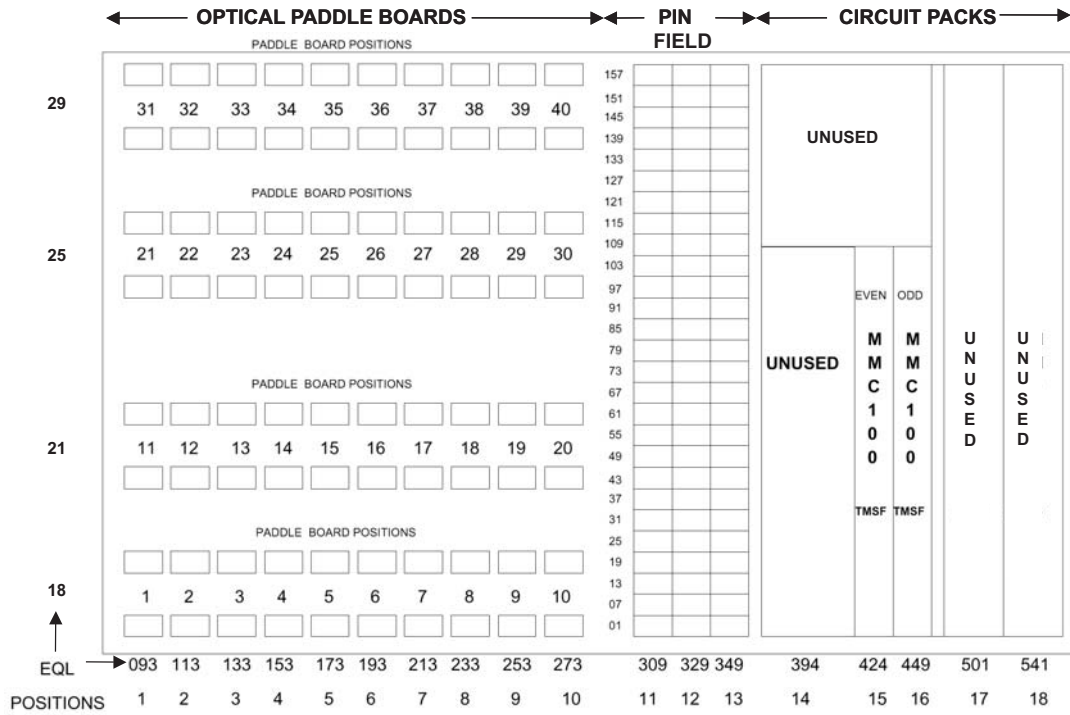 OPTICAL PADDLE BOARDS PIN FIELD CIRCUIT PACKS
PADDLE BOARD POSITIONS
29 31 32 33 34 35 36 37 38 39 40
PADDLE BOARD POSITIONS
25 21 22 23 24 25 26 27 28 29 30
PADDLE BOARD POSITIONS
21 11 12 13 14 15 16 17 18 19 20
PADDLE BOARD POSITIONS
18 1 2 3 4 5 6 7 8 9 10
157
151
145
139
133
127
121
115
109
103
97
91
85
79
73
67
61
55
49
43
37
31
25
19
13
07
01
UNUSED
UNUSED
EVEN
MMC100
TMSF
ODD
MMC100
TMSF
UNUSED
UNUSED
EQL 093 113 133 153 173 193 213 233 253 273 309 329 349 394 424 449 501 541
POSITIONS 1 2 3 4 5 6 7 8 9 10 11 12 13 14 15 16 17 18